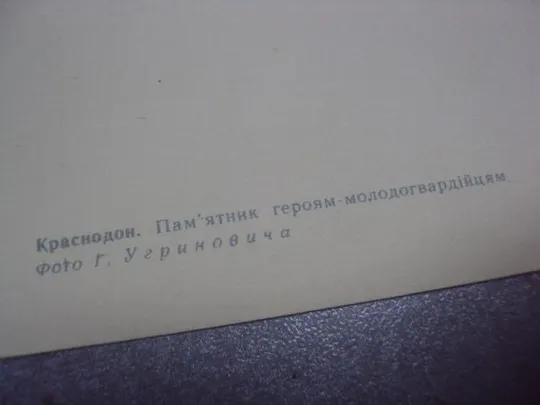 Краснодон. Пам'ятник героям-молодогвардійцям
Фото Г. Угриновича